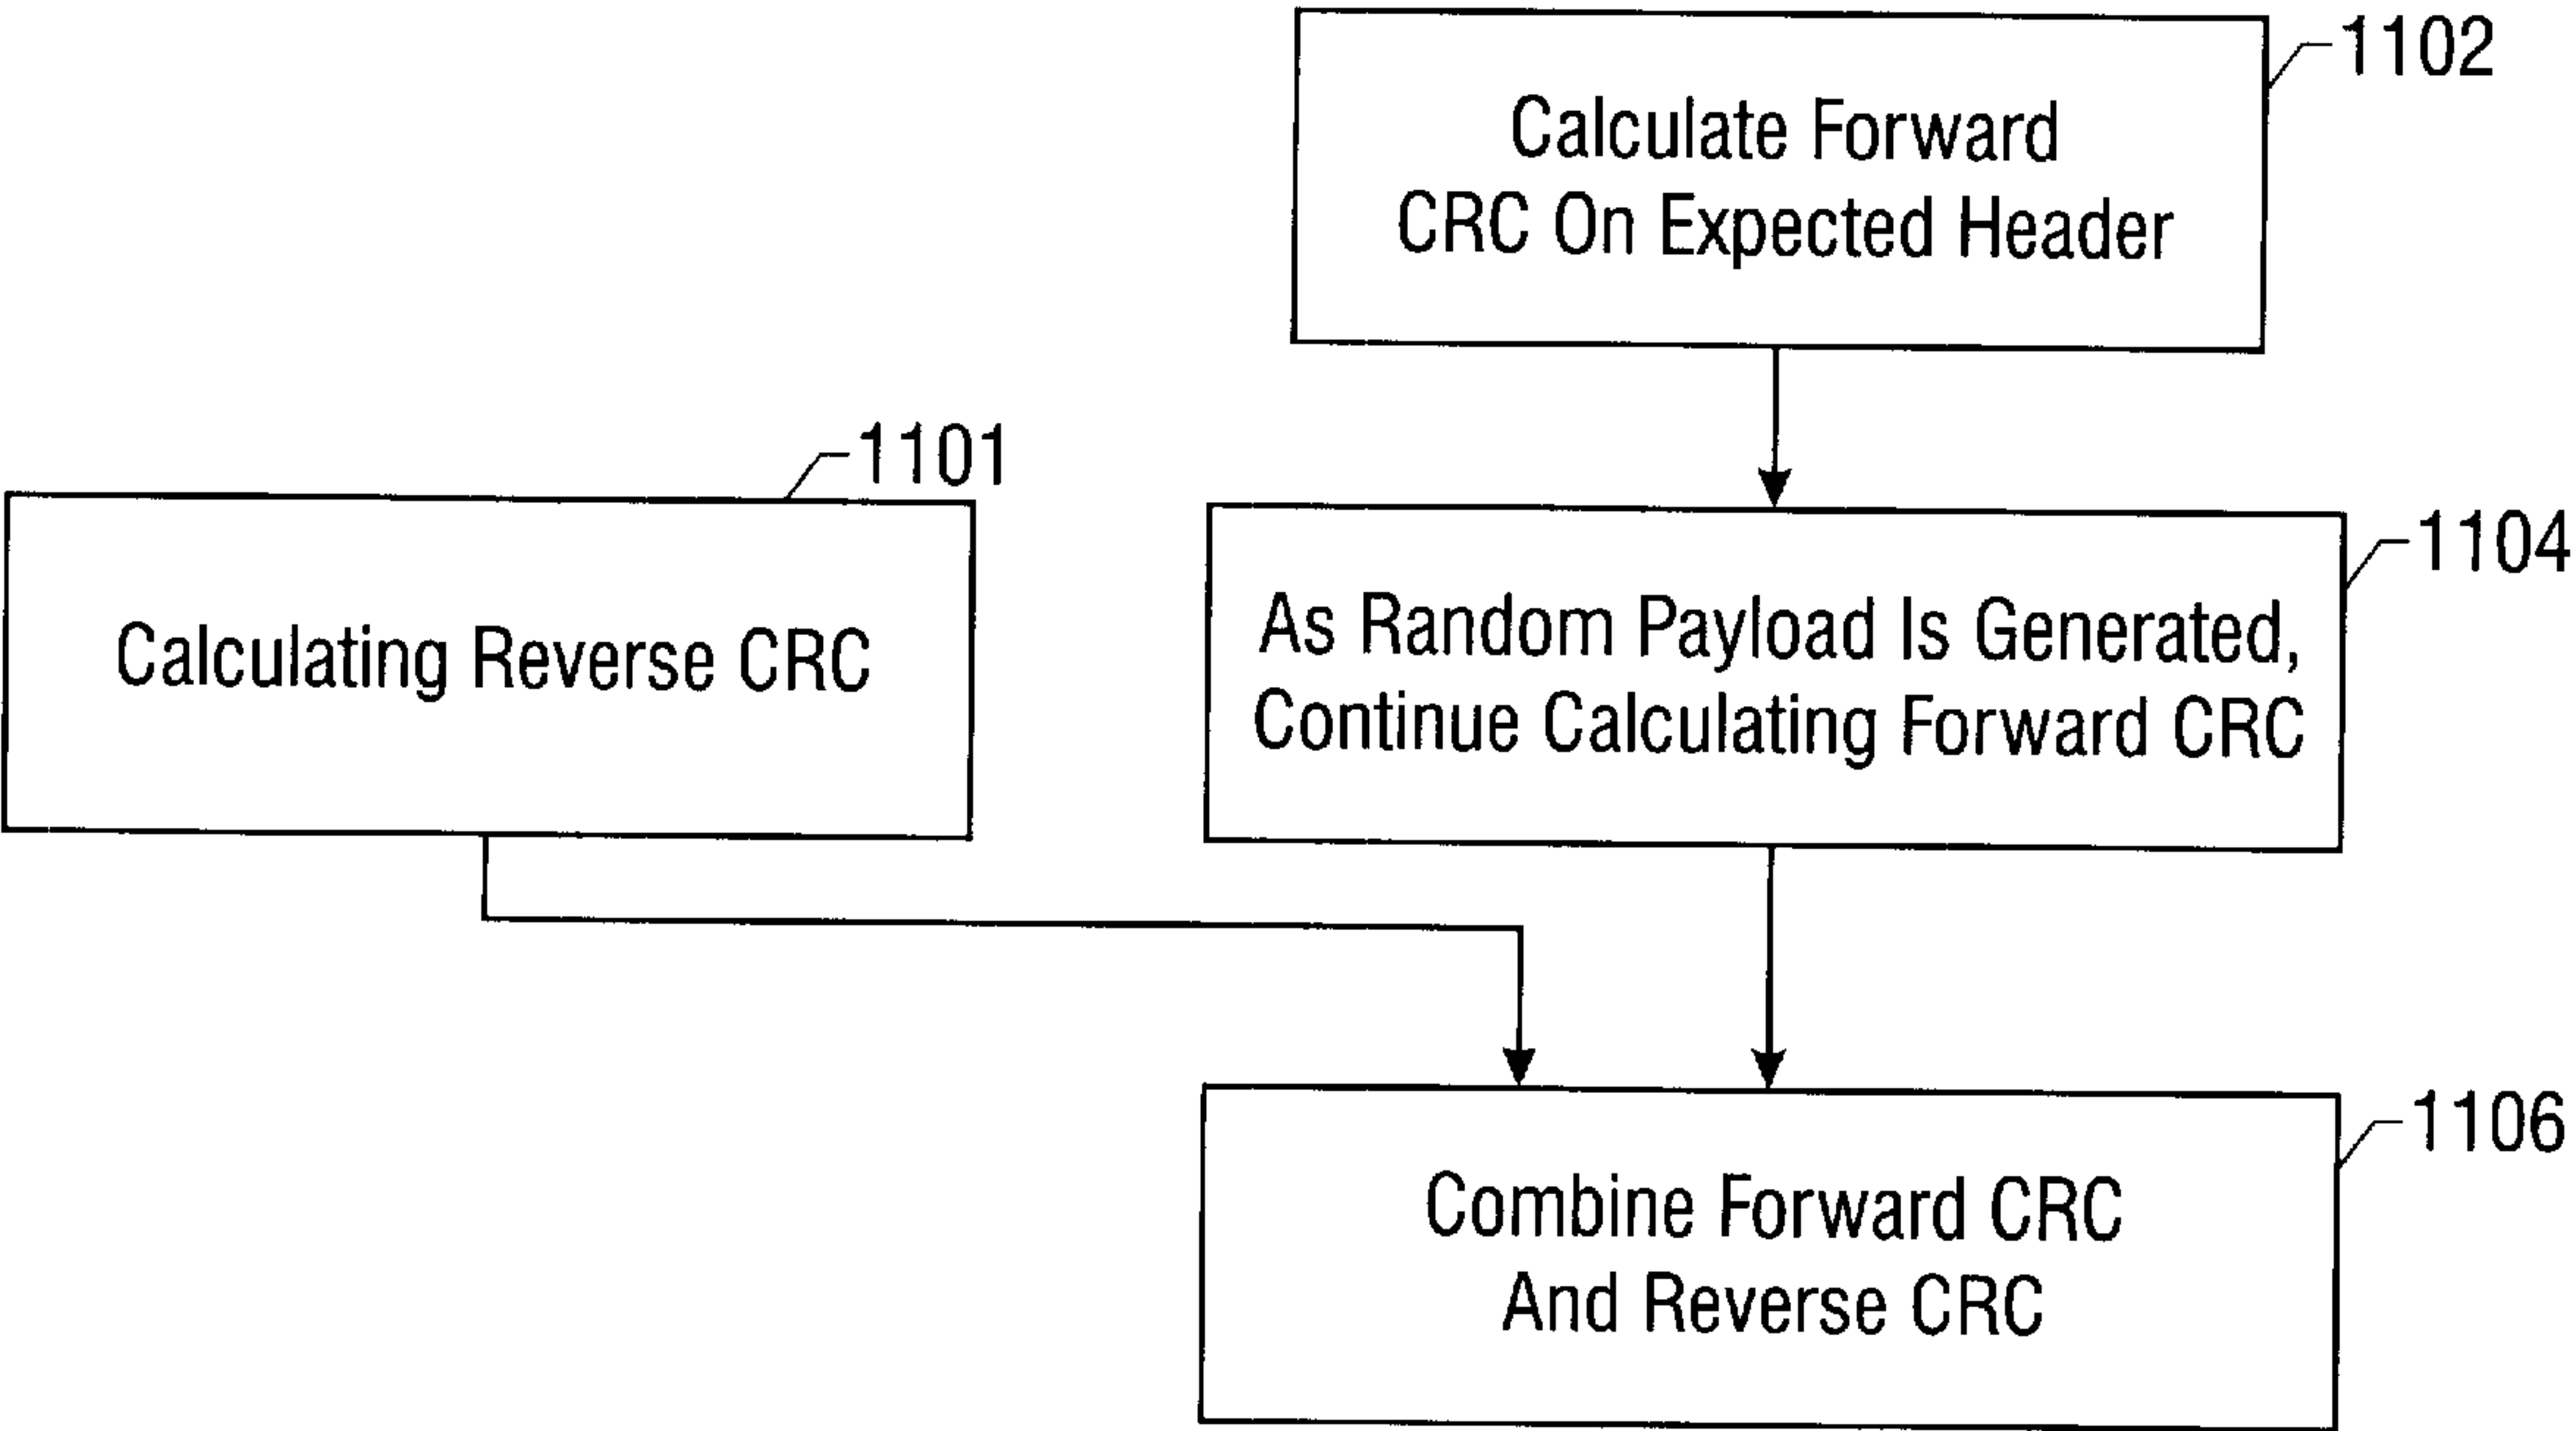 1102
Calculate Forward
CRC On Expected Header
1101
Calculating Reverse CRC
1104
As Random Payload Is Generated,
Continue Calculating Forward CRC
1106
Combine Forward CRC
And Reverse CRC